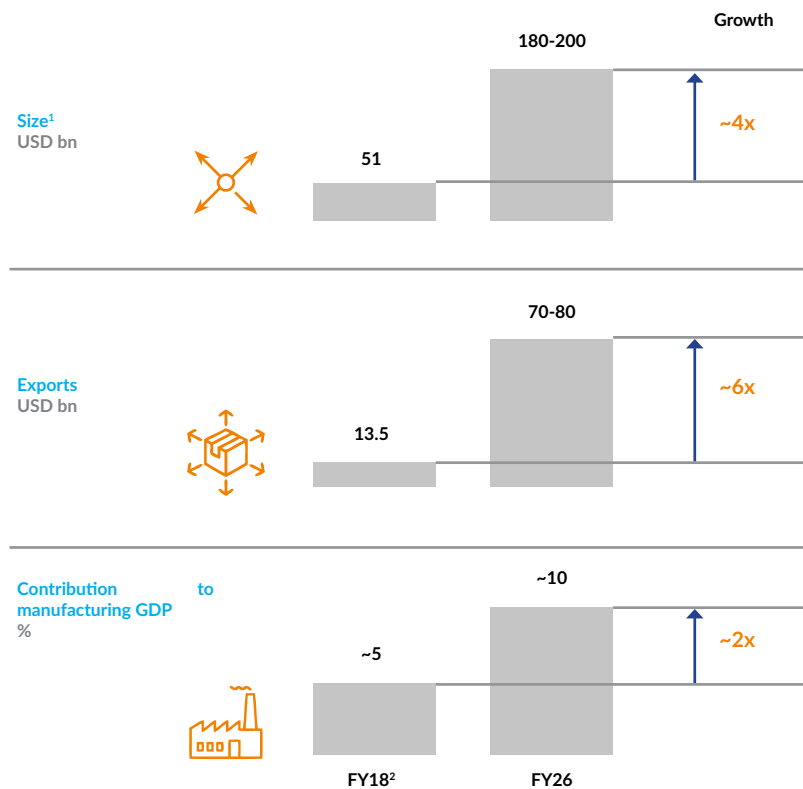 Growth
180-200
Size¹
USD bn
~4x
51
70-80
Exports
USD bn
~6x
13.5
~10
Contribution to
manufacturing GDP
%
~2x
~5
FY18² FY26